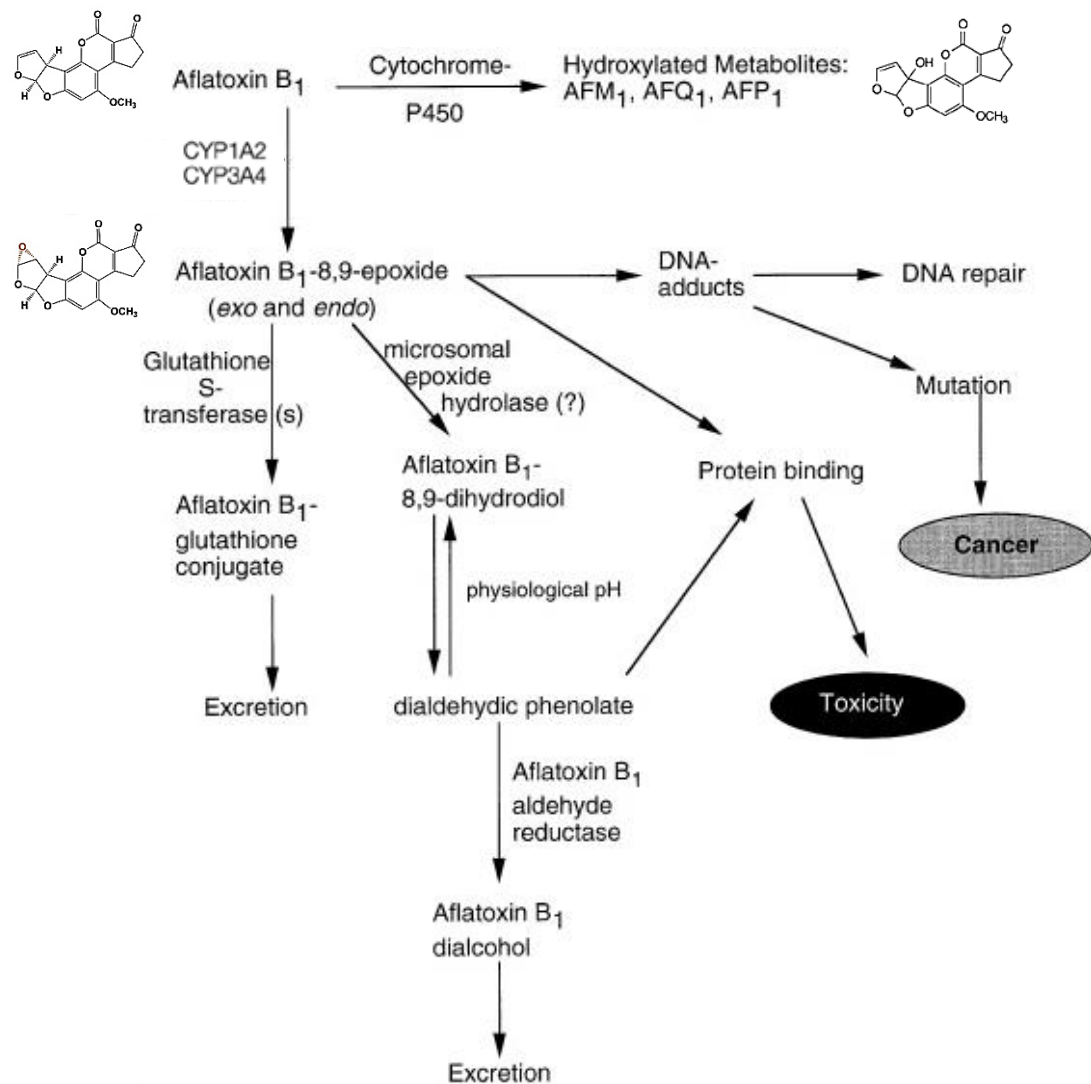 H
H
O
O
O
O
O
OCH₃
Aflatoxin B₁
Cytochrome-
P450
Hydroxylated Metabolites:
AFM₁, AFQ₁, AFP₁
OH
O
O
O
O
O
OCH₃
CYP1A2
CYP3A4
O
H
H
O
O
O
O
O
OCH₃
Aflatoxin B₁-8,9-epoxide
(exo and endo)
DNA-
adducts
DNA repair
Glutathione
S-
transferase (s)
microsomal
epoxide
hydrolase (?)
Mutation
Aflatoxin B₁-
8,9-dihydrodiol
Protein binding
Cancer
Aflatoxin B₁-
glutathione
conjugate
physiological pH
Excretion
dialdehydic phenolate
Toxicity
Aflatoxin B₁
aldehyde
reductase
Aflatoxin B₁
dialcohol
Excretion